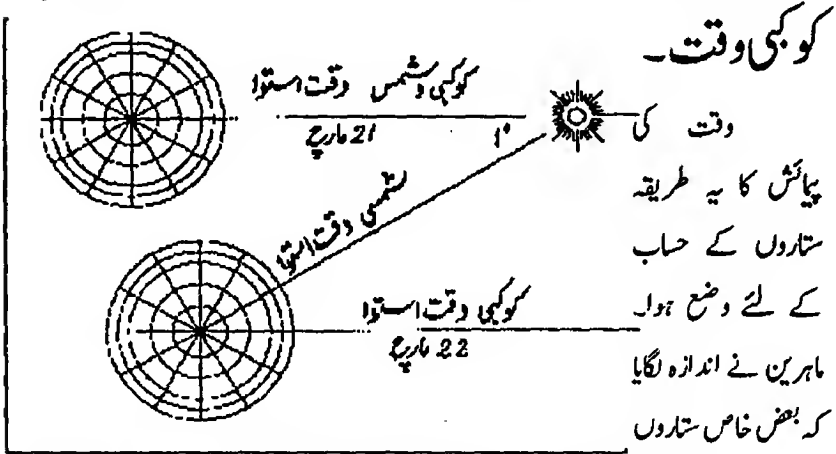 کوکبی وقت۔
وقت کی
پیمائش کا یہ طریقہ
ستاروں کے حساب
کے لئے وضع ہوا۔
ماہرین نے اندازہ لگایا
کہ بعض خاص ستاروں
کوکبی و شمسی وقت استوا
21 مارچ
1°
شمسی وقت استوا
کوکبی وقت استوا
22 مارچ